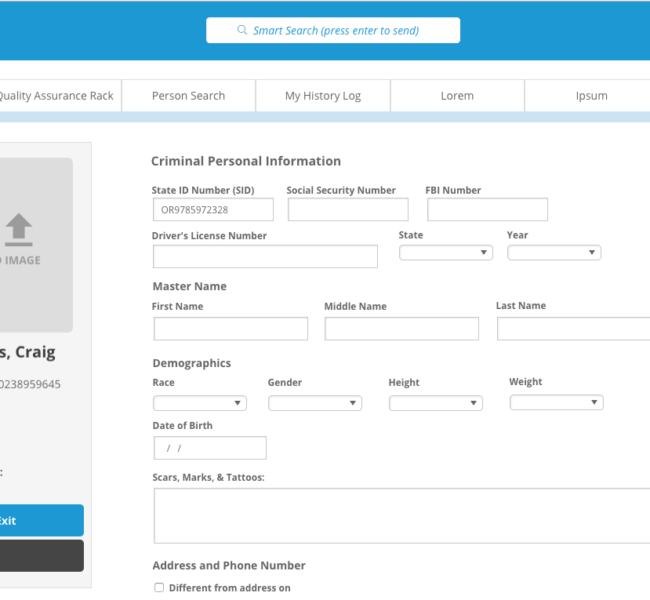 Smart Search (press enter to send)
Quality Assurance Rack Person Search My History Log Lorem Ipsum
Criminal Personal Information
State ID Number (SID) Social Security Number FBI Number
OR9785972328
Driver's License Number State Year
IMAGE
Master Name
First Name Middle Name Last Name
s, Craig
Demographics
Race Gender Height Weight
0238959645
Date of Birth
/ /
Scars, Marks, & Tattoos:
:
Exit
Address and Phone Number
Different from address on